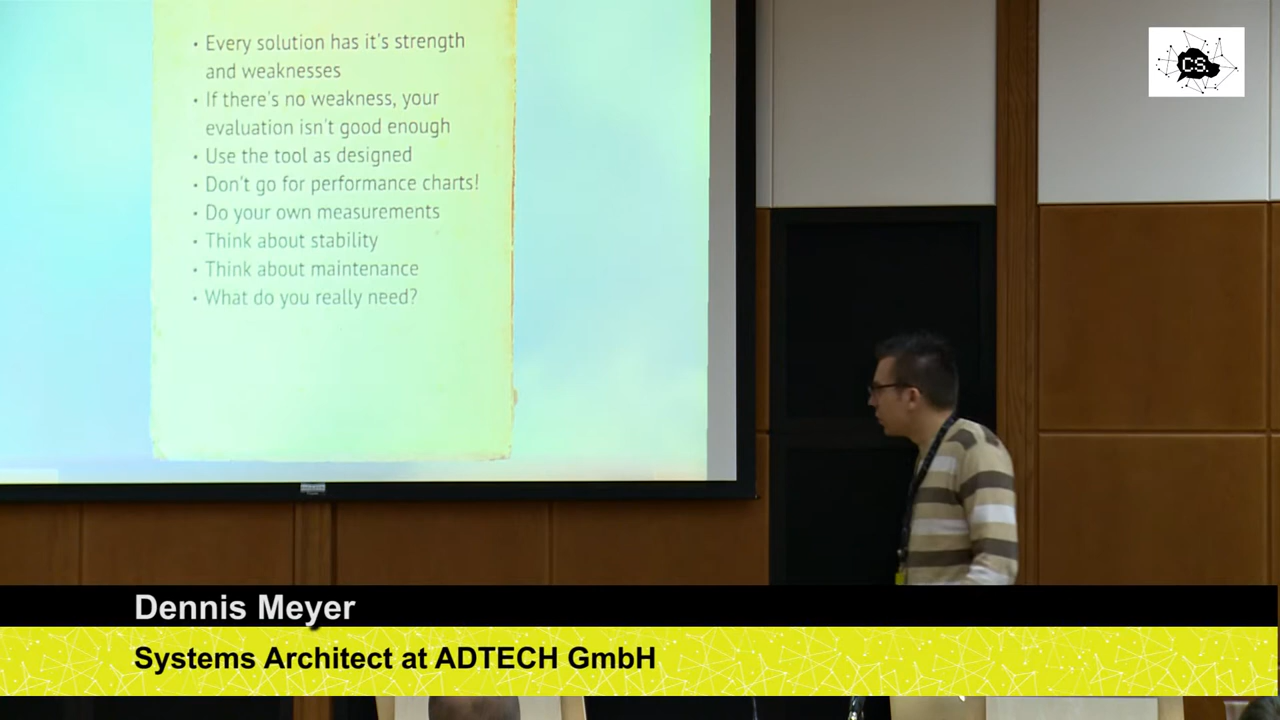 • Every solution has it's strength
and weaknesses
• If there's no weakness, your
evaluation isn't good enough
• Use the tool as designed
• Don't go for performance charts!
• Do your own measurements
• Think about stability
• Think about maintenance
• What do you really need?
CS.
Dennis Meyer
Systems Architect at ADTECH GmbH